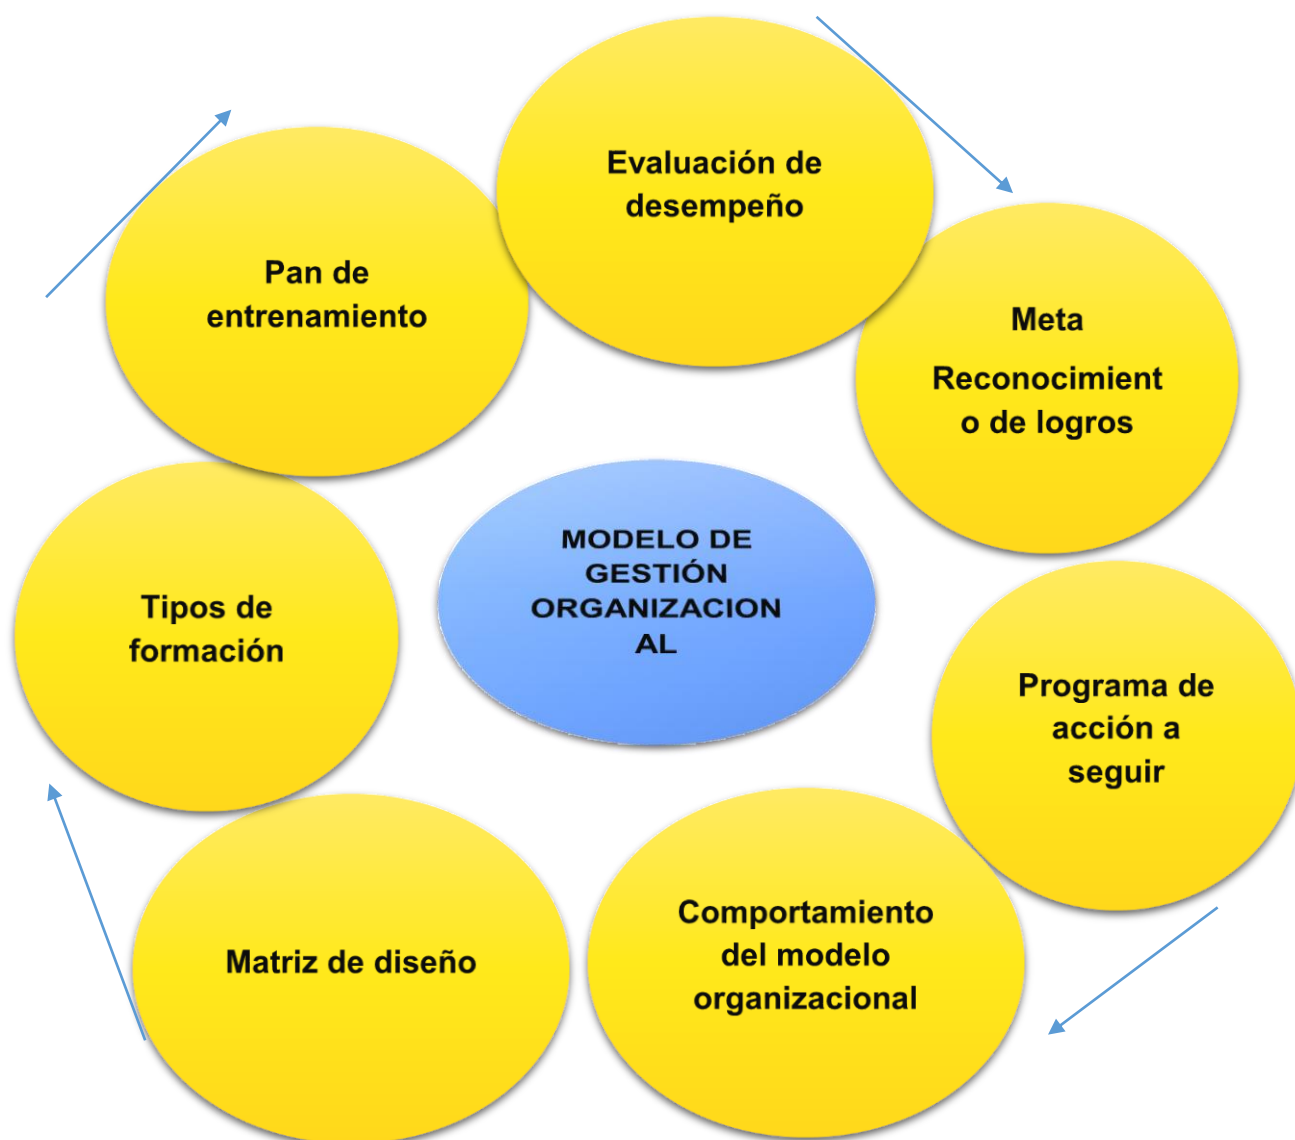 Evaluación de
desempeño
Pan de
entrenamiento
Meta
Reconocimient
o de logros
MODELO DE
GESTIÓN
ORGANIZACION
AL
Tipos de
formación
Programa de
acción a
seguir
Comportamiento
del modelo
organizacional
Matriz de diseño